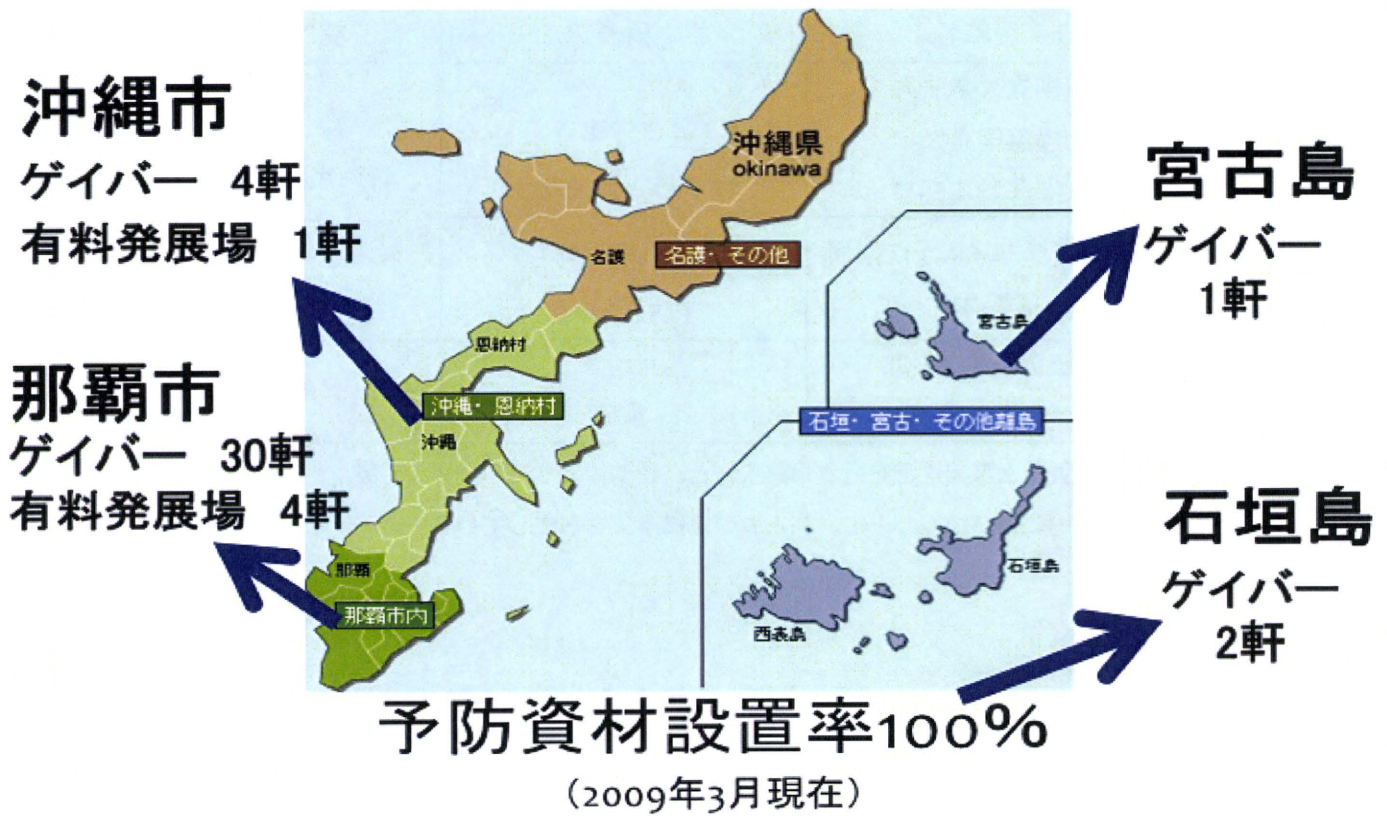 沖縄市
ゲイバー 4軒
有料発展場 1軒
那覇市
ゲイバー 30軒
有料発展場 4軒
沖縄県
okinawa
名護
名護・その他
恩納村
沖縄・恩納村
沖縄
那覇
那覇市内
宮古島
石垣・宮古・その他離島
石垣島
西表島
宮古島
ゲイバー
1軒
石垣島
ゲイバー
2軒
予防資材設置率100%
（2009年3月現在）